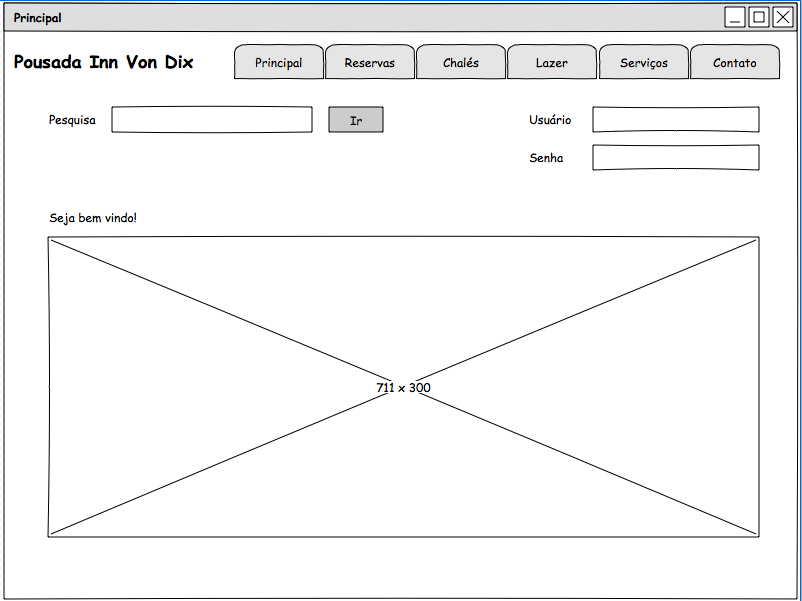 Principal
Pousada Inn Von Dix
Principal
Reservas
Chalés
Lazer
Serviços
Contato
Pesquisa
Ir
Usuário
Senha
Seja bem vindo!
711 x 300